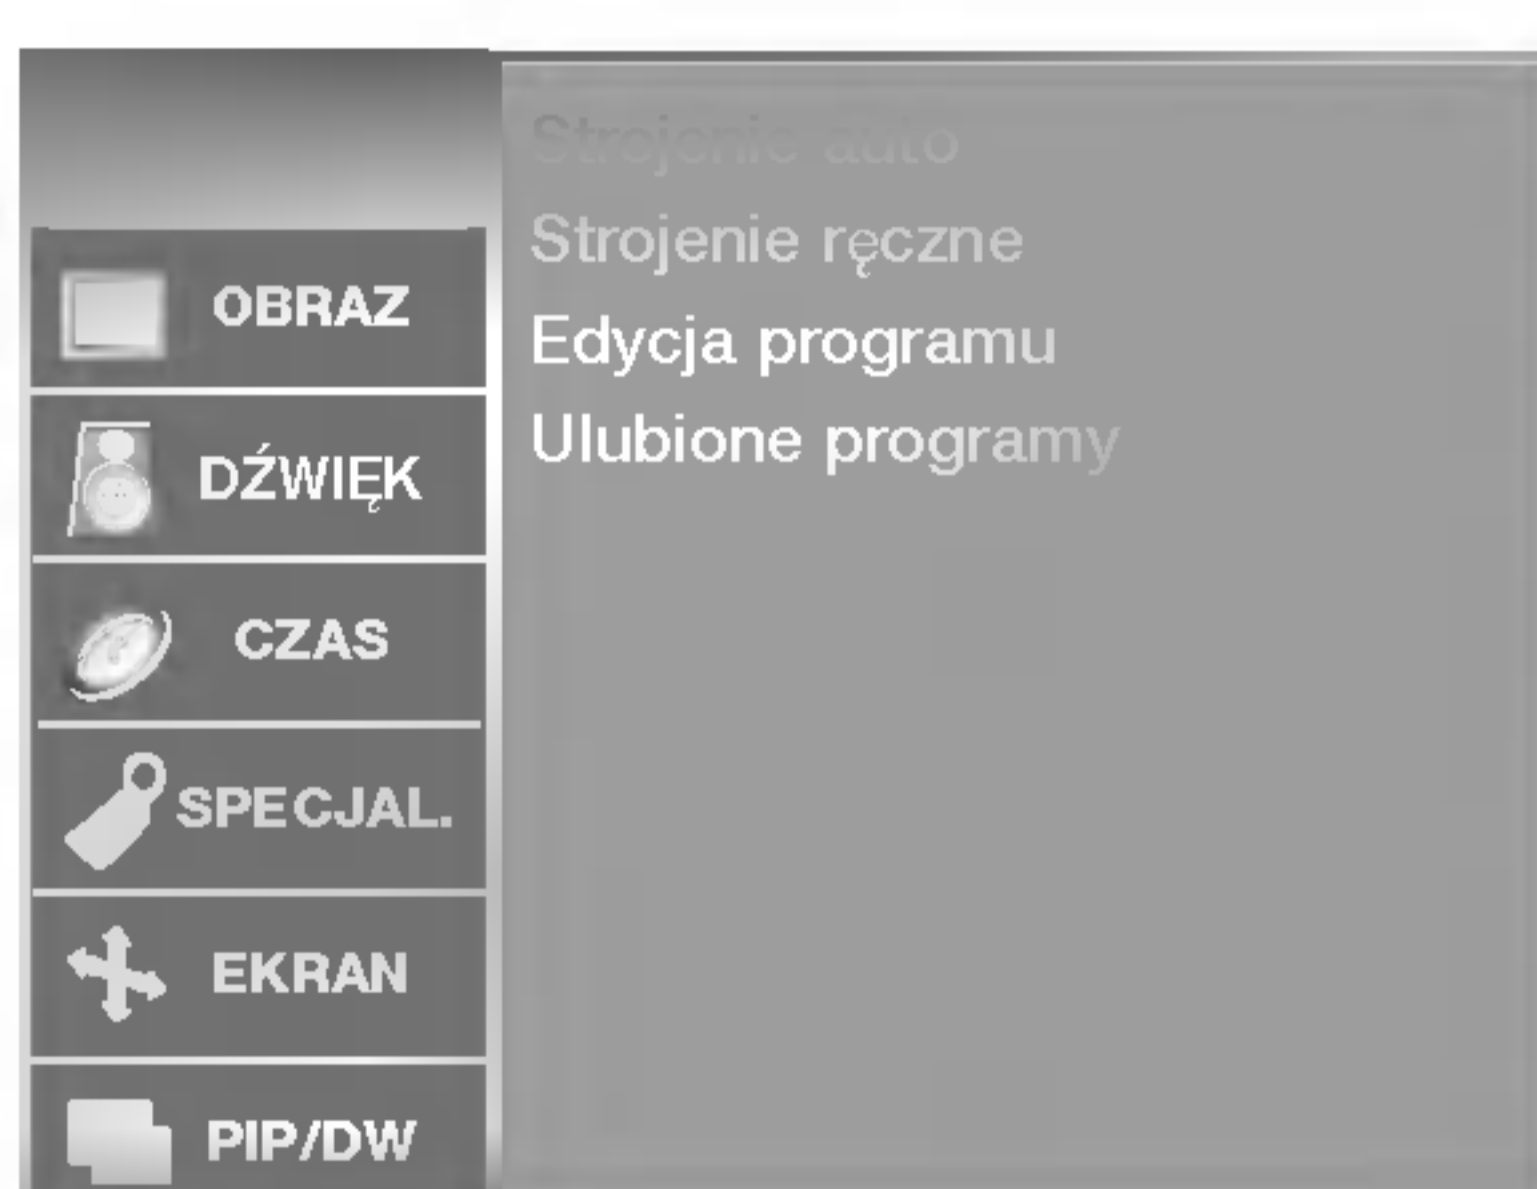 Strojenie auto
Strojenie ręczne
Edycja programu
Ulubione programy
OBRAZ
DŹWIĘK
CZAS
SPECJAL.
EKRAN
PIP/DW